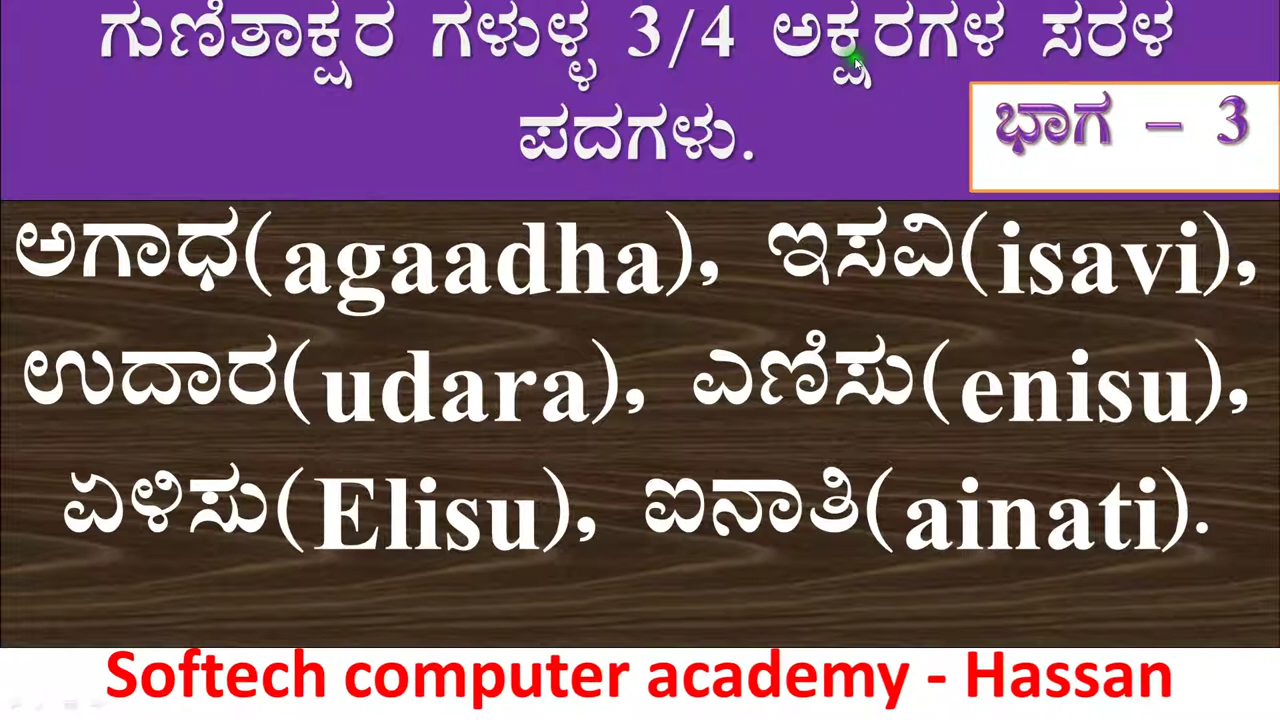 ಗುಣಿತಾಕ್ಷರ ಗಳುಳ್ಳ 3/4 ಅಕ್ಷರಗಳ ಸರಳ
ಪದಗಳು.
ಭಾಗ – 3
ಅಗಾಧ(agaadha), ಇಸವಿ(isavi),
ಉದಾರ(udara), ಎಣಿಸು(enisu),
ಏಳಿಸು(Elisu), ಐನಾತಿ(ainati).
Softech computer academy - Hassan